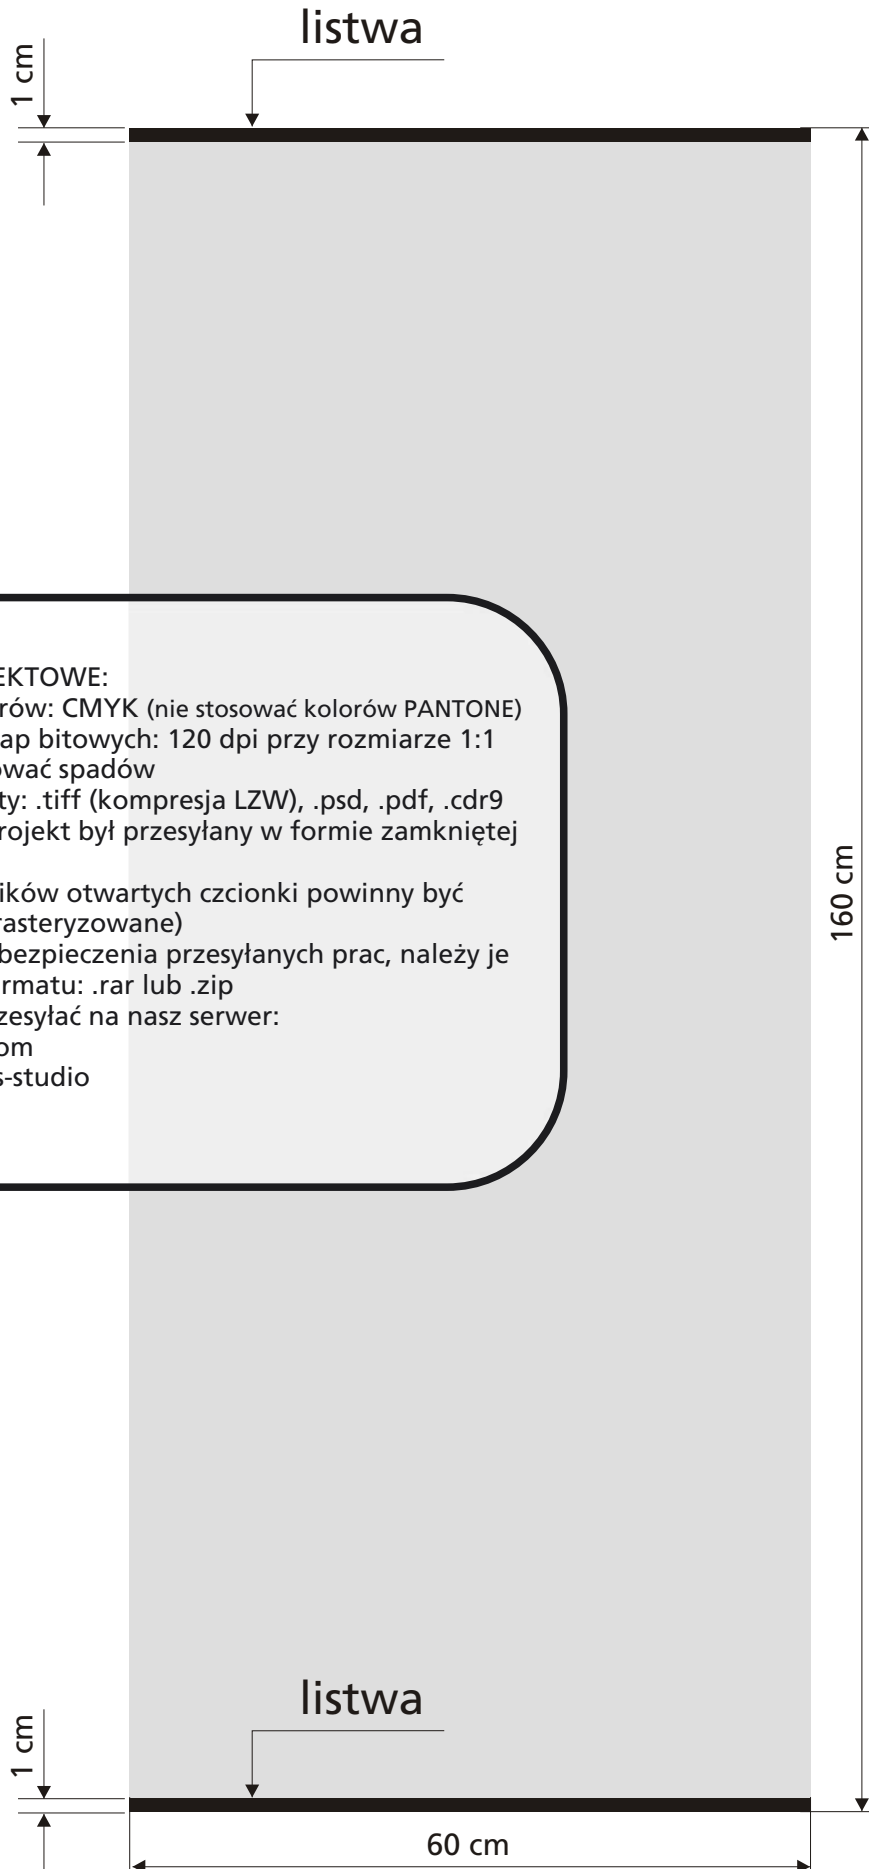 listwa
1 cm
EKTOWE:
rów: CMYK (nie stosować kolorów PANTONE)
ap bitowych: 120 dpi przy rozmiarze 1:1
ować spadów
ty: .tiff (kompresja LZW), .psd, .pdf, .cdr9
rojekt był przesyłany w formie zamkniętej
ików otwartych czcionki powinny być
rasteryzowane)
bezpieczenia przesyłanych prac, należy je
rmatu: .rar lub .zip
zesyłać na nasz serwer:
om
s-studio
160 cm
listwa
1 cm
60 cm